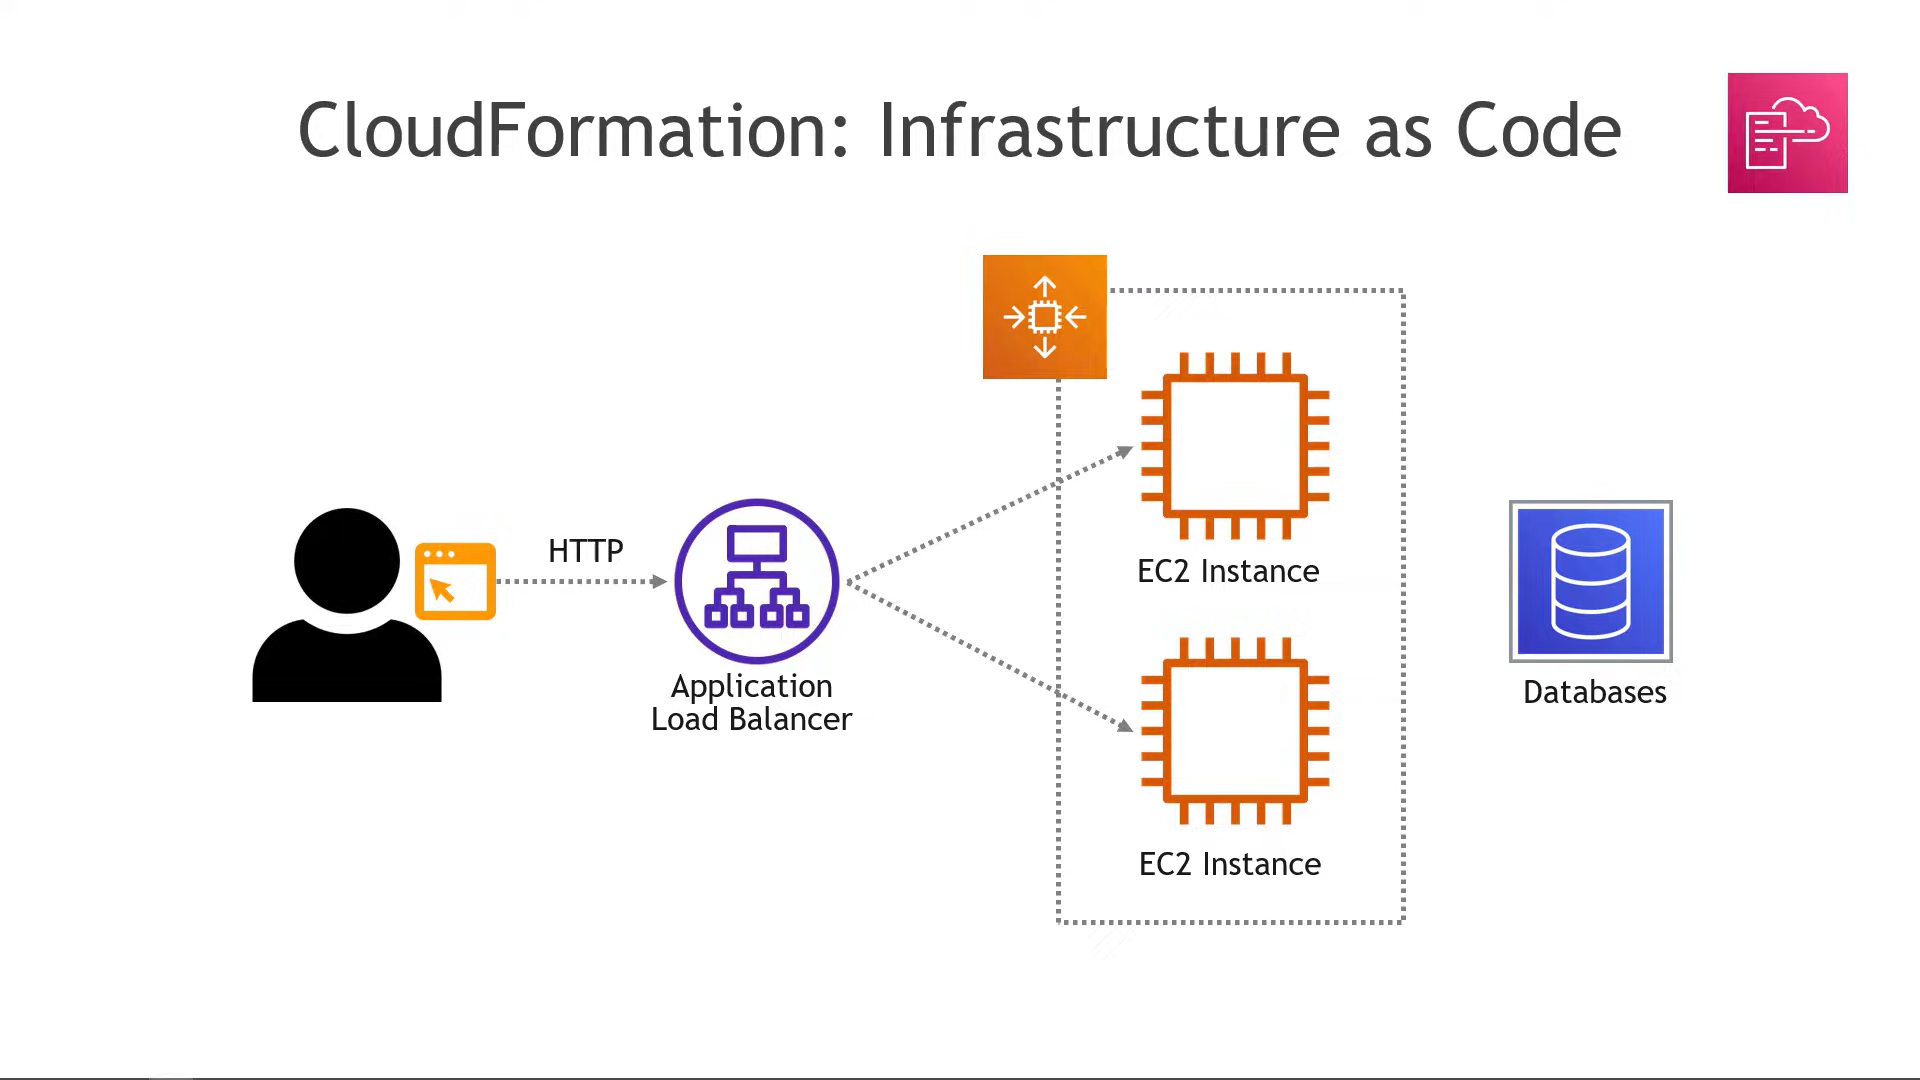 CloudFormation: Infrastructure as Code
HTTP
Application
Load Balancer
EC2 Instance
EC2 Instance
Databases